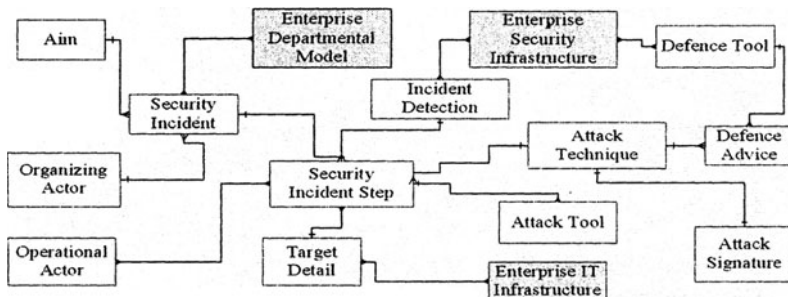 Aim
Enterprise
Departmental
Model
Enterprise
Security
Infrastructure
Defence Tool
Security
Incident
Incident
Detection
Attack
Technique
Defence
Advice
Organizing
Actor
Security
Incident Step
Attack Tool
Operational
Actor
Target
Detail
Enterprise IT
Infrastructure
Attack
Signature